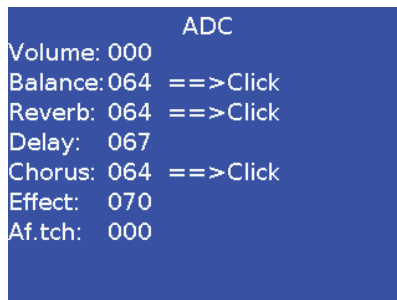 ADC
Volume: 000
Balance: 064 ==>Click
Reverb: 064 ==>Click
Delay: 067
Chorus: 064 ==>Click
Effect: 070
Af.tch: 000